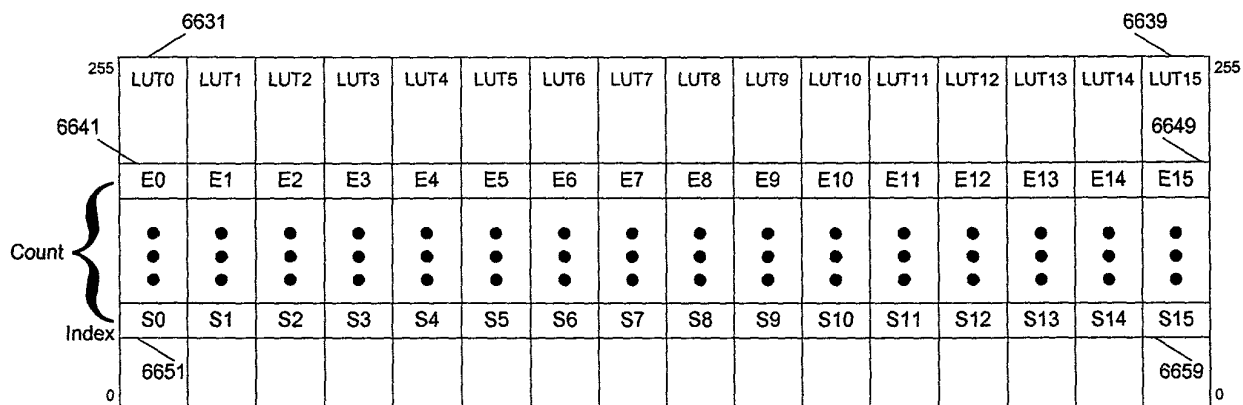 6631 6639
255 LUT0 LUT1 LUT2 LUT3 LUT4 LUT5 LUT6 LUT7 LUT8 LUT9 LUT10 LUT11 LUT12 LUT13 LUT14 LUT15 255
6641 6649
E0 E1 E2 E3 E4 E5 E6 E7 E8 E9 E10 E11 E12 E13 E14 E15
Count
Index S0 S1 S2 S3 S4 S5 S6 S7 S8 S9 S10 S11 S12 S13 S14 S15
6651 6659
0 0